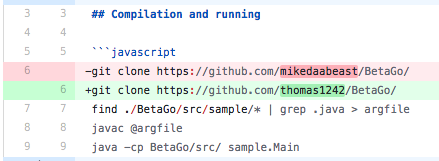 3 3 ## Compilation and running
4 4
5 5 ```javascript
6 −git clone https://github.com/mikedaabeast/BetaGo/
6 +git clone https://github.com/thomas1242/BetaGo/
7 7 find ./BetaGo/src/sample/* | grep .java > argfile
8 8 javac @argfile
9 9 java −cp BetaGo/src/ sample.Main